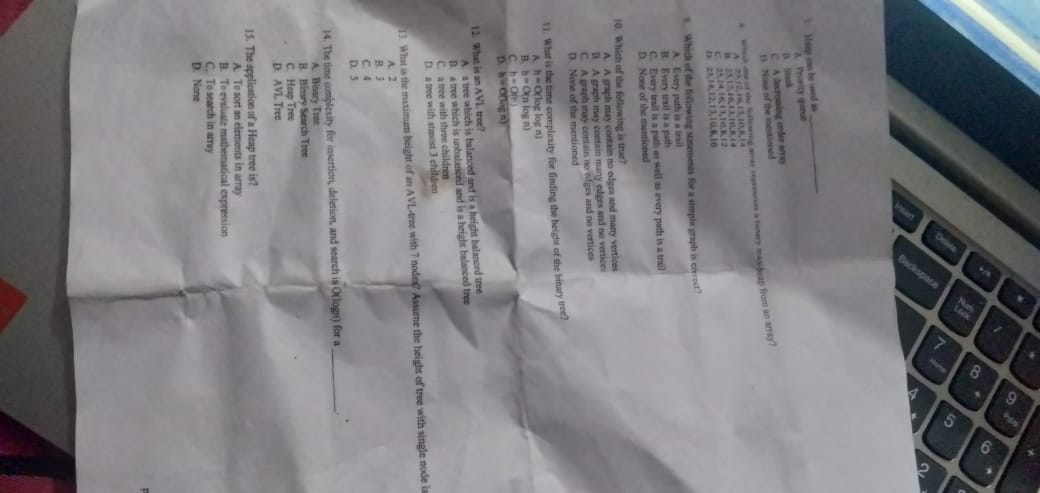 Heap can be used as ________
A. Priority queue
Stack
C. A decreasing order array
D. None of the mentioned
8. Which one of the following array represents a binary max-heap from an array?
A. 25,12,16,13,10,8,14
B. 25,12,
C. 25,14,16,13,10,8,12
D. 25,14,12,13,10,8,16
9. Which of the following statements for a simple graph is correct?
A. Every path is a trail
B. Every trail is a path
C. Every trail is a path as well as every path is a trail
D. None of the mentioned
10. Which of the following is true?
A. A graph may contain no edges and many vertices
B. A graph may contain many edges and no vertices
C. A graph may contain no edges and no vertices
D. None of the mentioned
11. What is the time complexity for finding the height of the binary tree?
A. h = O(log log n)
B. h = O(n log n)
C. h = O(n)
D. h = O(log n)
12. What is an AVL tree?
A. a tree which is balanced and is a height balanced tree
B. a tree which is unbalanced and is a height balanced tree
C. a tree with three children
D. a tree with atmost 3 children
13. What is the maximum height of an AVL-tree with 7 nodes? Assume the height of tree with single node is
A. 2
B. 3
C. 4
D. 5
14. The time complexity for insertion, deletion, and search is O(logn) for a ________.
A. Binary Tree
B. Binary Search Tree
C. Heap Tree
D. AVL Tree
15. The application of a Heap tree is?
A. To sort an elements in array
B. To evaluate mathematical expression
C. To search in array
D. None
Insert
Delete
Backspace
Num Lock
/
*
7
Home
8
9
PgUp
4
5
6
2